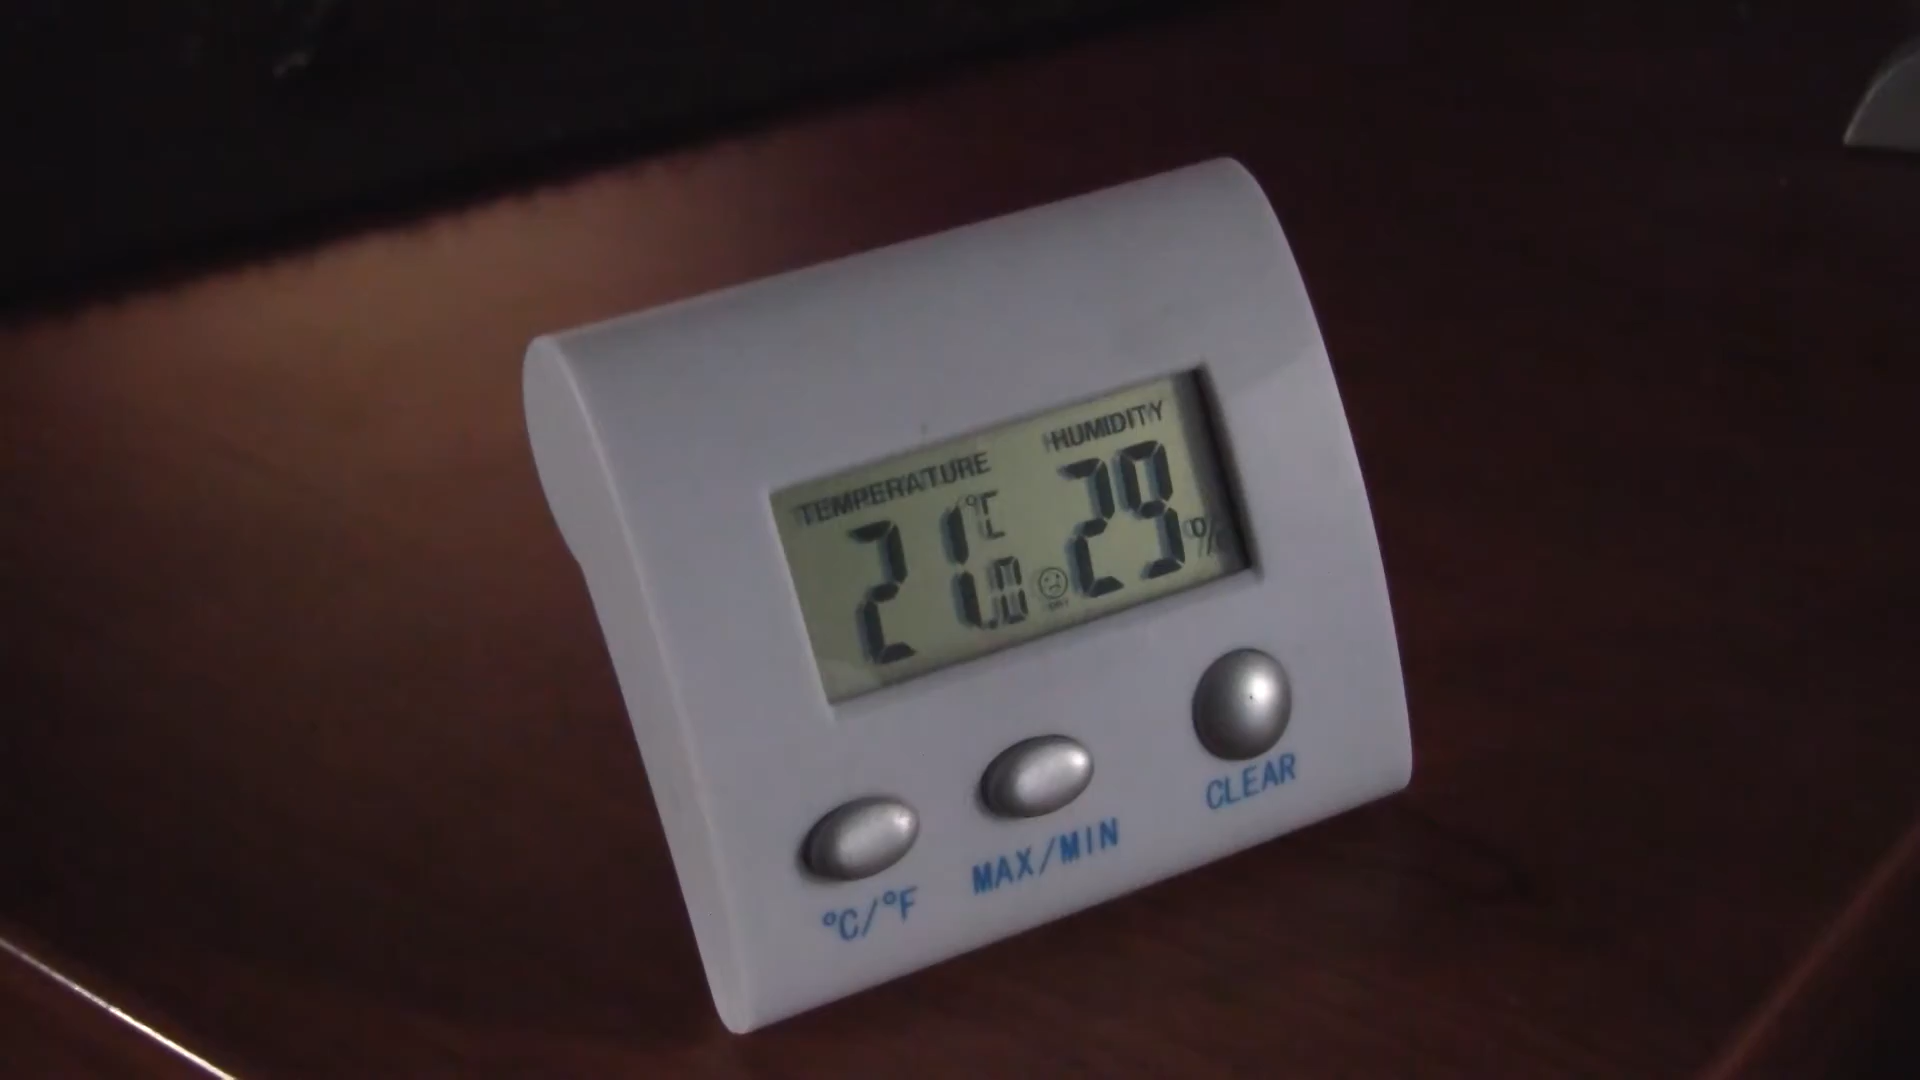 TEMPERATURE HUMIDITY
21.0 °C 29 %
°C/°F MAX/MIN CLEAR